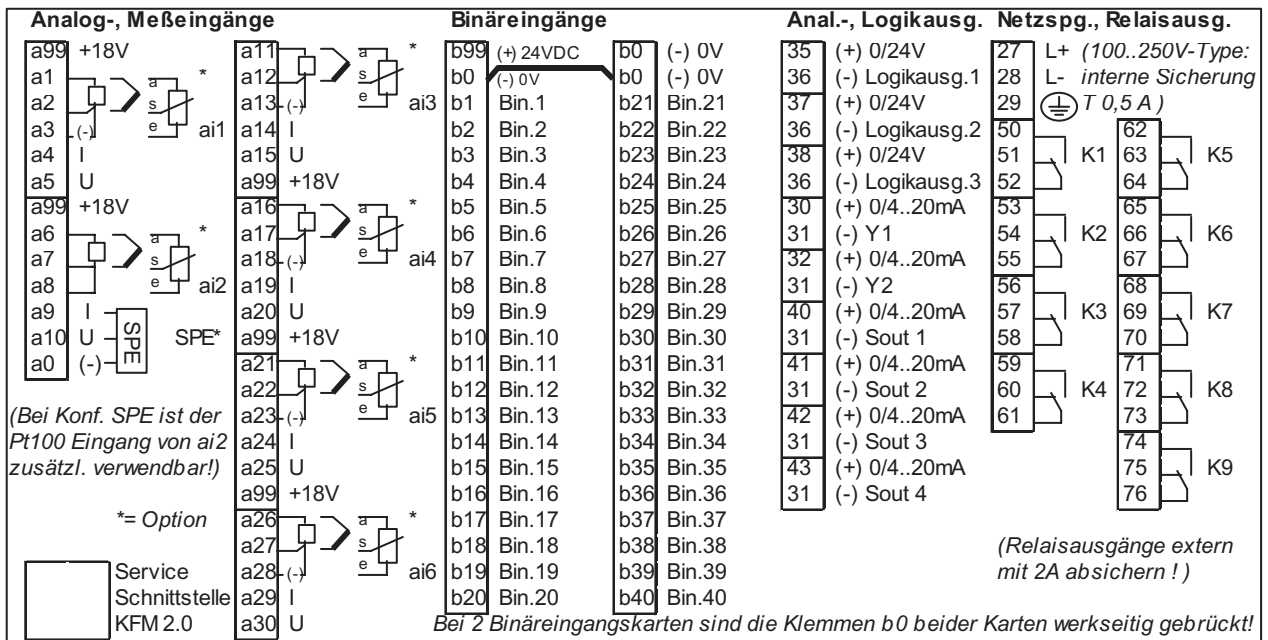 Analog-, Meßeingänge
a99 +18V
a1 a *
a2 s
a3 (-) e ai1
a4 I
a5 U
a99 +18V
a6 a *
a7 s
a8 e ai2
a9 I
a10 U SPE SPE*
a0 (-)
(Bei Konf. SPE ist der
Pt100 Eingang von ai2
zusätzl. verwendbar!)
*= Option
Service
Schnittstelle
KFM 2.0
a11 a *
a12 s
a13 (-) e ai3
a14 I
a15 U
a99 +18V
a16 a *
a17 s
a18 (-) e ai4
a19 I
a20 U
a99 +18V
a21 a *
a22 s
a23 (-) e ai5
a24 I
a25 U
a99 +18V
a26 a *
a27 s
a28 (-) e ai6
a29 I
a30 U
Binäreingänge
b99 (+) 24VDC
b0 (-) 0V
b1 Bin.1
b2 Bin.2
b3 Bin.3
b4 Bin.4
b5 Bin.5
b6 Bin.6
b7 Bin.7
b8 Bin.8
b9 Bin.9
b10 Bin.10
b11 Bin.11
b12 Bin.12
b13 Bin.13
b14 Bin.14
b15 Bin.15
b16 Bin.16
b17 Bin.17
b18 Bin.18
b19 Bin.19
b20 Bin.20
b0 (-) 0V
b0 (-) 0V
b21 Bin.21
b22 Bin.22
b23 Bin.23
b24 Bin.24
b25 Bin.25
b26 Bin.26
b27 Bin.27
b28 Bin.28
b29 Bin.29
b30 Bin.30
b31 Bin.31
b32 Bin.32
b33 Bin.33
b34 Bin.34
b35 Bin.35
b36 Bin.36
b37 Bin.37
b38 Bin.38
b39 Bin.39
b40 Bin.40
Anal.-, Logikausg.
35 (+) 0/24V
36 (-) Logikausg.1
37 (+) 0/24V
36 (-) Logikausg.2
38 (+) 0/24V
36 (-) Logikausg.3
30 (+) 0/4..20mA
31 (-) Y1
32 (+) 0/4..20mA
31 (-) Y2
40 (+) 0/4..20mA
31 (-) Sout 1
41 (+) 0/4..20mA
31 (-) Sout 2
42 (+) 0/4..20mA
31 (-) Sout 3
43 (+) 0/4..20mA
31 (-) Sout 4
Netzspg., Relaisausg.
27 L+ (100..250V-Type:
28 L- interne Sicherung
29 T 0,5 A )
50
51 K1
52
53
54 K2
55
56
57 K3
58
59
60 K4
61
62
63 K5
64
65
66 K6
67
68
69 K7
70
71
72 K8
73
74
75 K9
76
(Relaisausgänge extern
mit 2A absichern ! )
Bei 2 Binäreingangskarten sind die Klemmen b0 beider Karten werkseitig gebrückt!